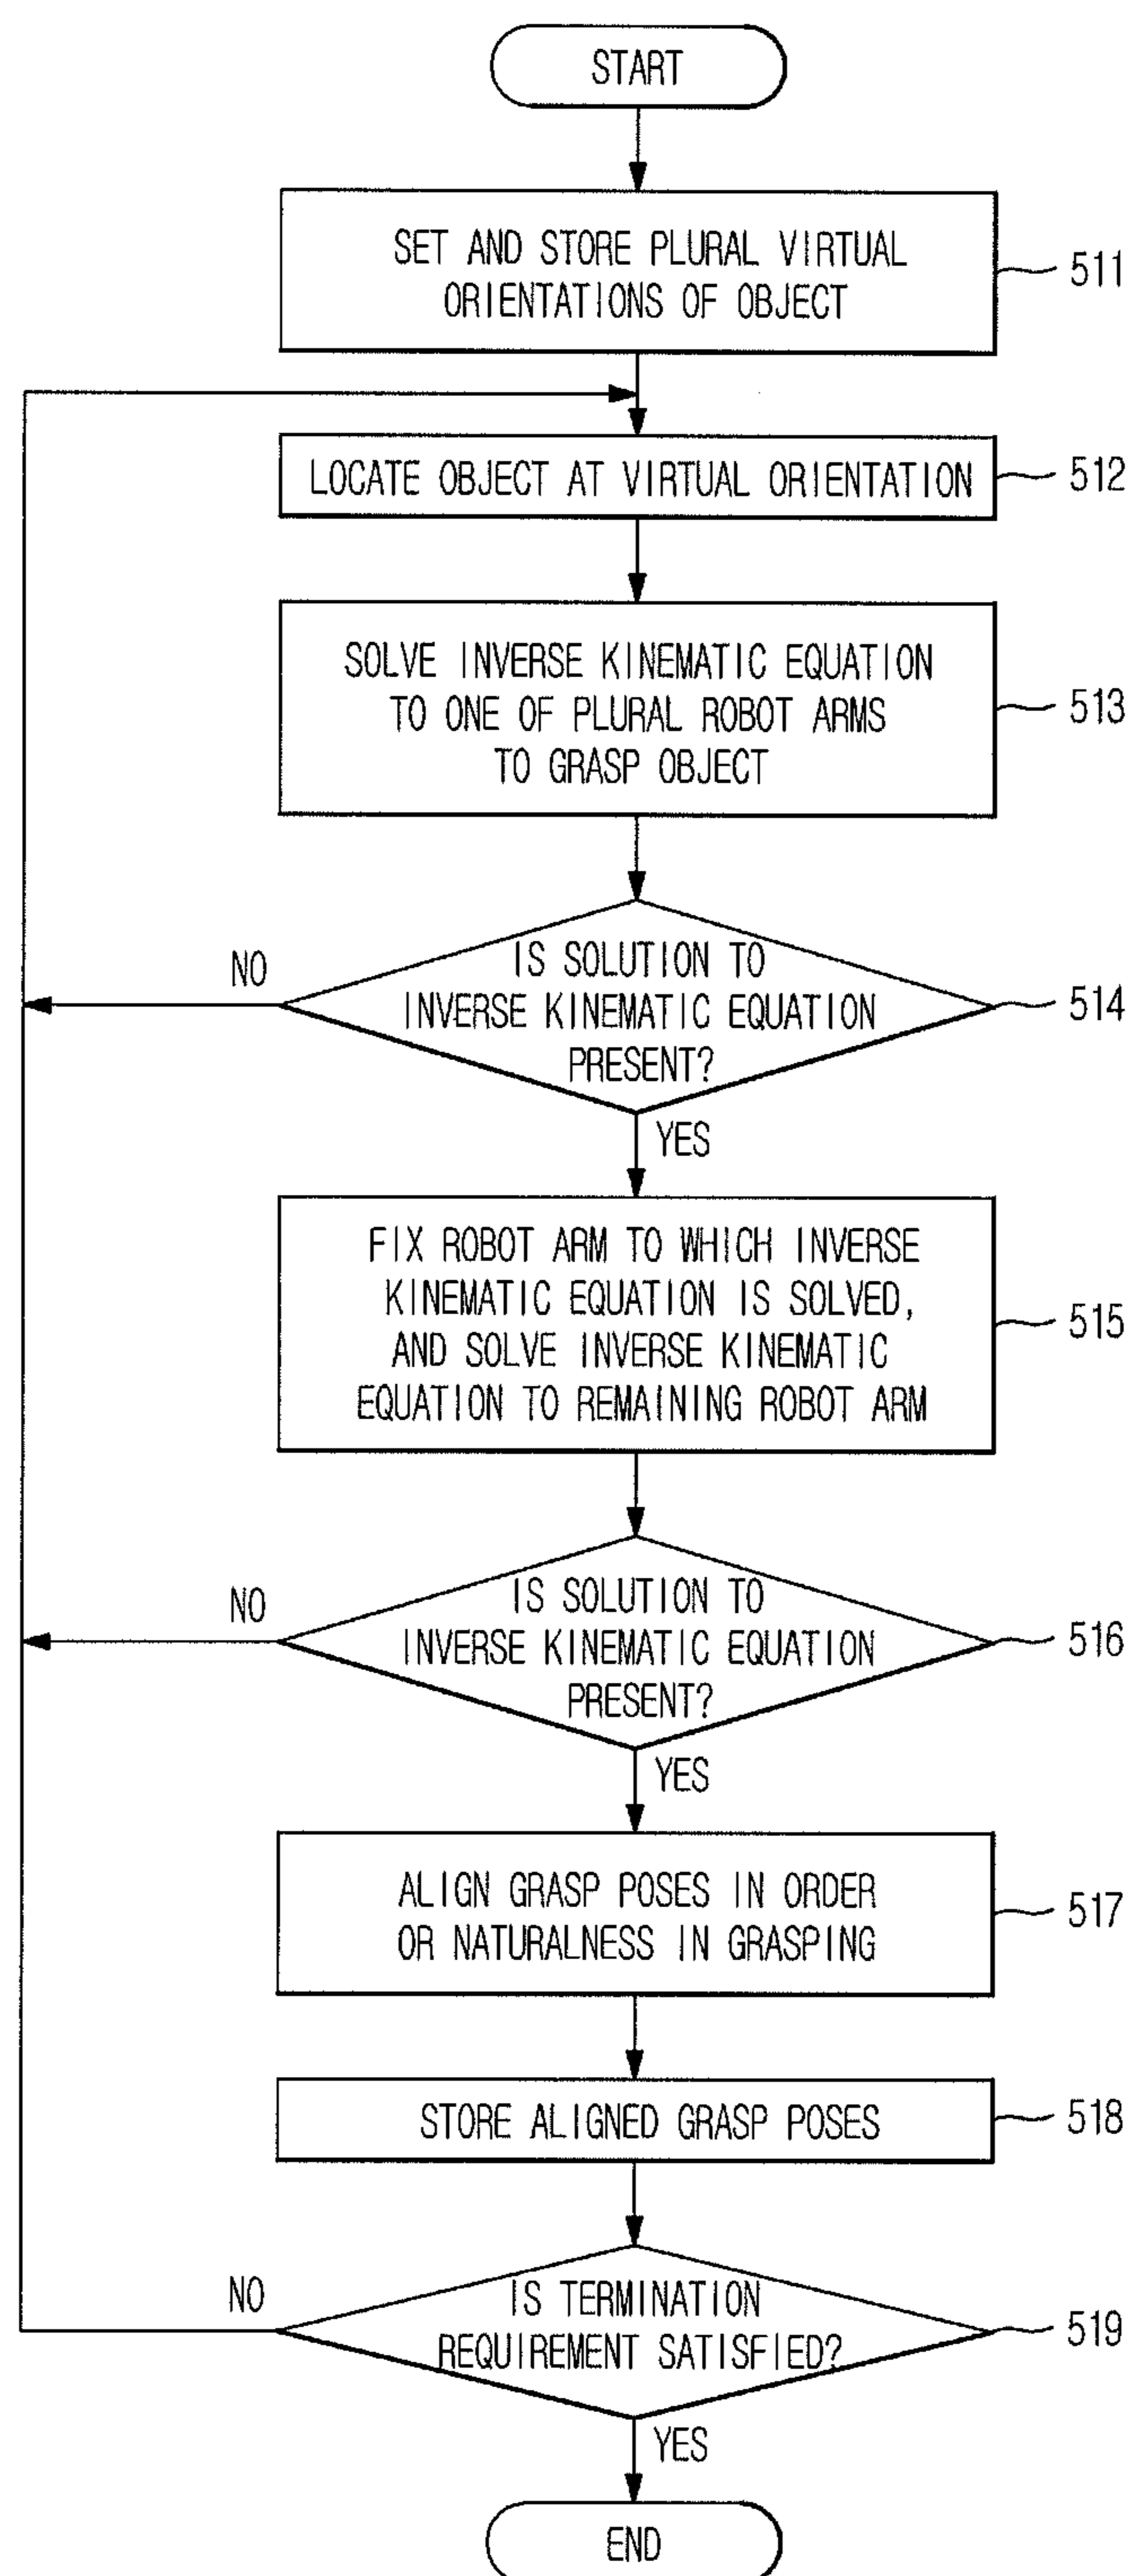 START
SET AND STORE PLURAL VIRTUAL
ORIENTATIONS OF OBJECT
511
LOCATE OBJECT AT VIRTUAL ORIENTATION
512
SOLVE INVERSE KINEMATIC EQUATION
TO ONE OF PLURAL ROBOT ARMS
TO GRASP OBJECT
513
NO
IS SOLUTION TO
INVERSE KINEMATIC EQUATION
PRESENT?
514
YES
FIX ROBOT ARM TO WHICH INVERSE
KINEMATIC EQUATION IS SOLVED,
AND SOLVE INVERSE KINEMATIC
EQUATION TO REMAINING ROBOT ARM
515
NO
IS SOLUTION TO
INVERSE KINEMATIC EQUATION
PRESENT?
516
YES
ALIGN GRASP POSES IN ORDER
OR NATURALNESS IN GRASPING
517
STORE ALIGNED GRASP POSES
518
NO
IS TERMINATION
REQUIREMENT SATISFIED?
519
YES
END